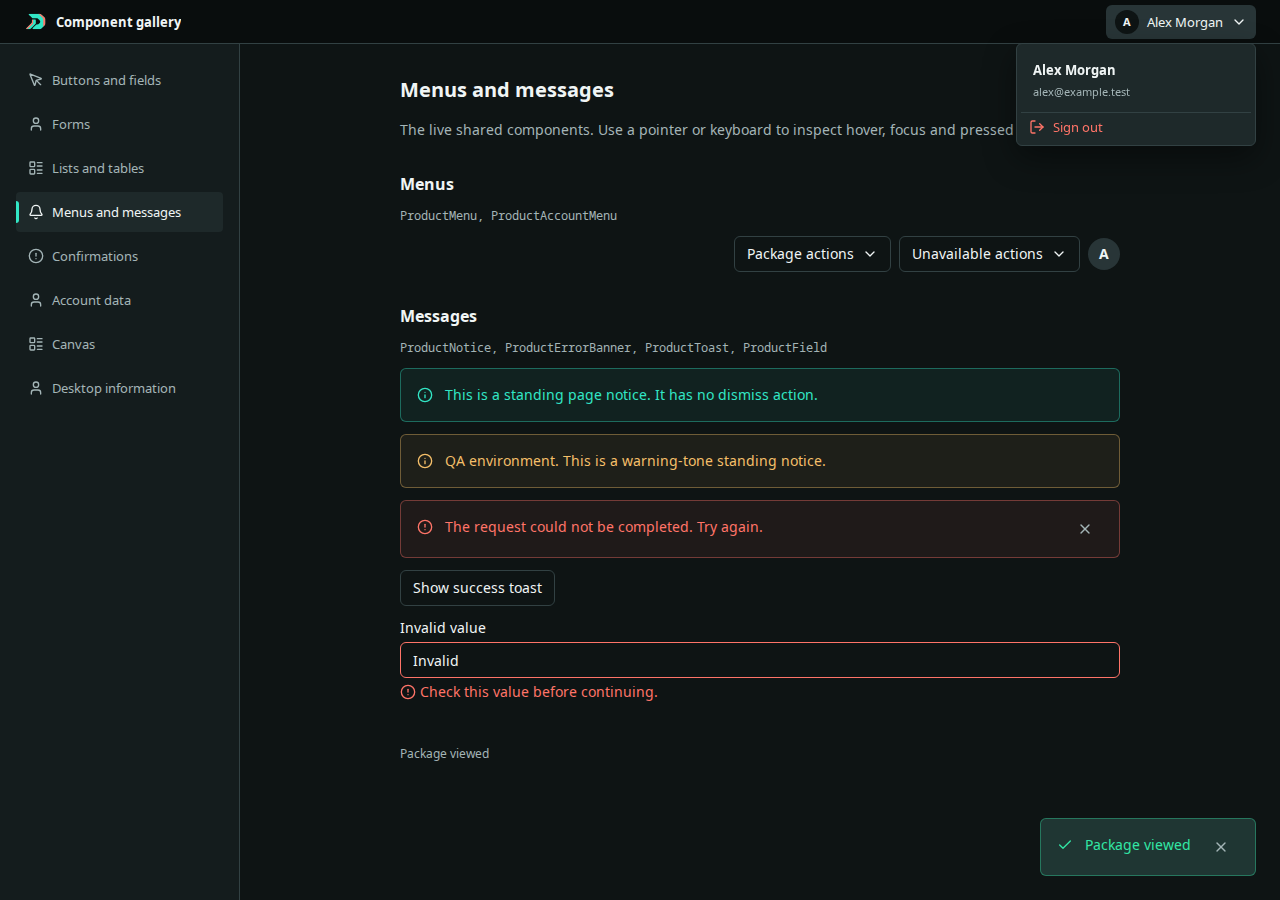 Component gallery
A
Alex Morgan
Alex Morgan
alex@example.test
Sign out
Buttons and fields
Forms
Lists and tables
Menus and messages
Confirmations
Account data
Canvas
Desktop information
Menus and messages
The live shared components. Use a pointer or keyboard to inspect hover, focus and pressed
Menus
ProductMenu, ProductAccountMenu
Package actions
Unavailable actions
A
Messages
ProductNotice, ProductErrorBanner, ProductToast, ProductField
This is a standing page notice. It has no dismiss action.
QA environment. This is a warning-tone standing notice.
The request could not be completed. Try again.
Show success toast
Invalid value
Invalid
Check this value before continuing.
Package viewed
Package viewed